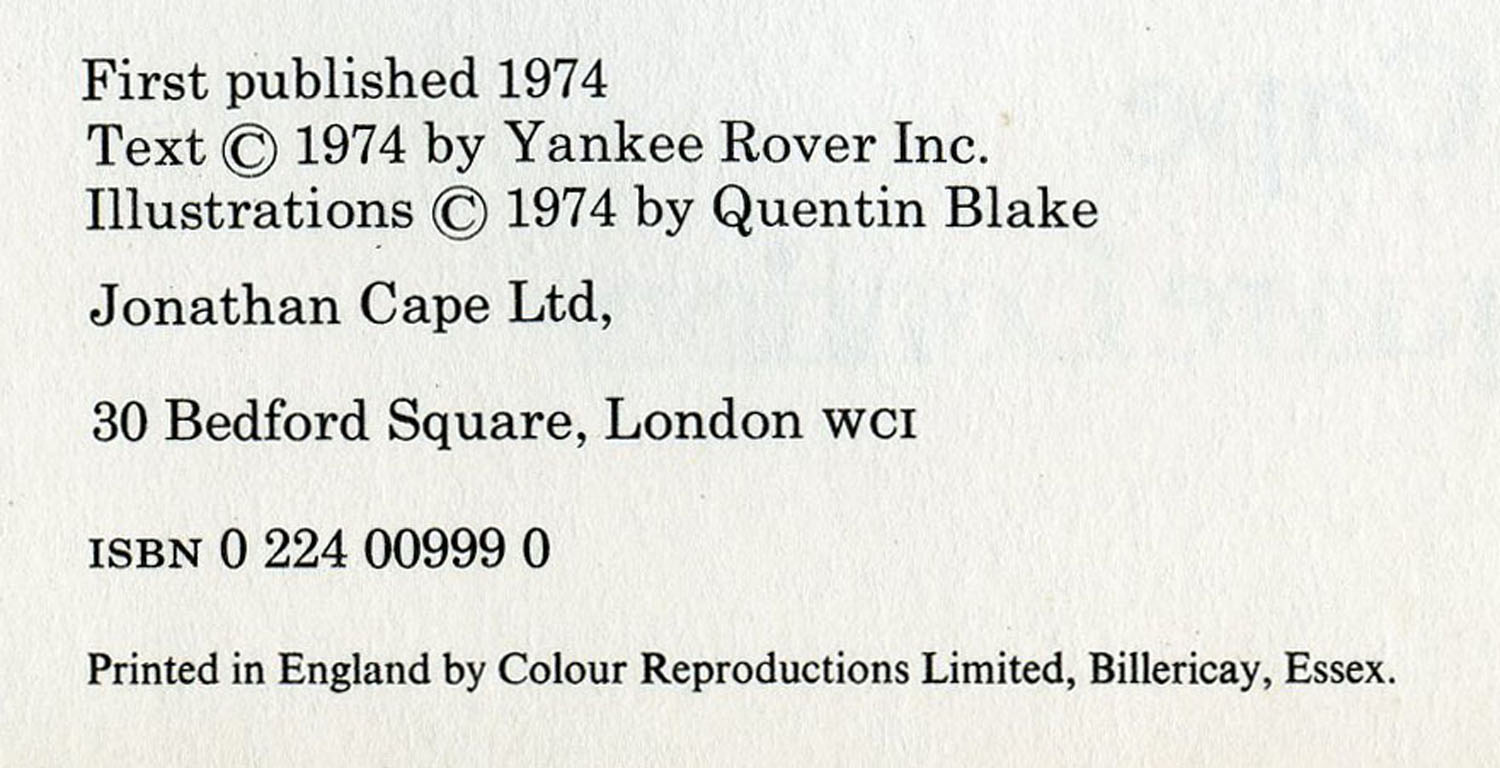 First published 1974
Text © 1974 by Yankee Rover Inc.
Illustrations © 1974 by Quentin Blake
Jonathan Cape Ltd,
30 Bedford Square, London WCI
ISBN 0 224 00999 0
Printed in England by Colour Reproductions Limited, Billericay, Essex.